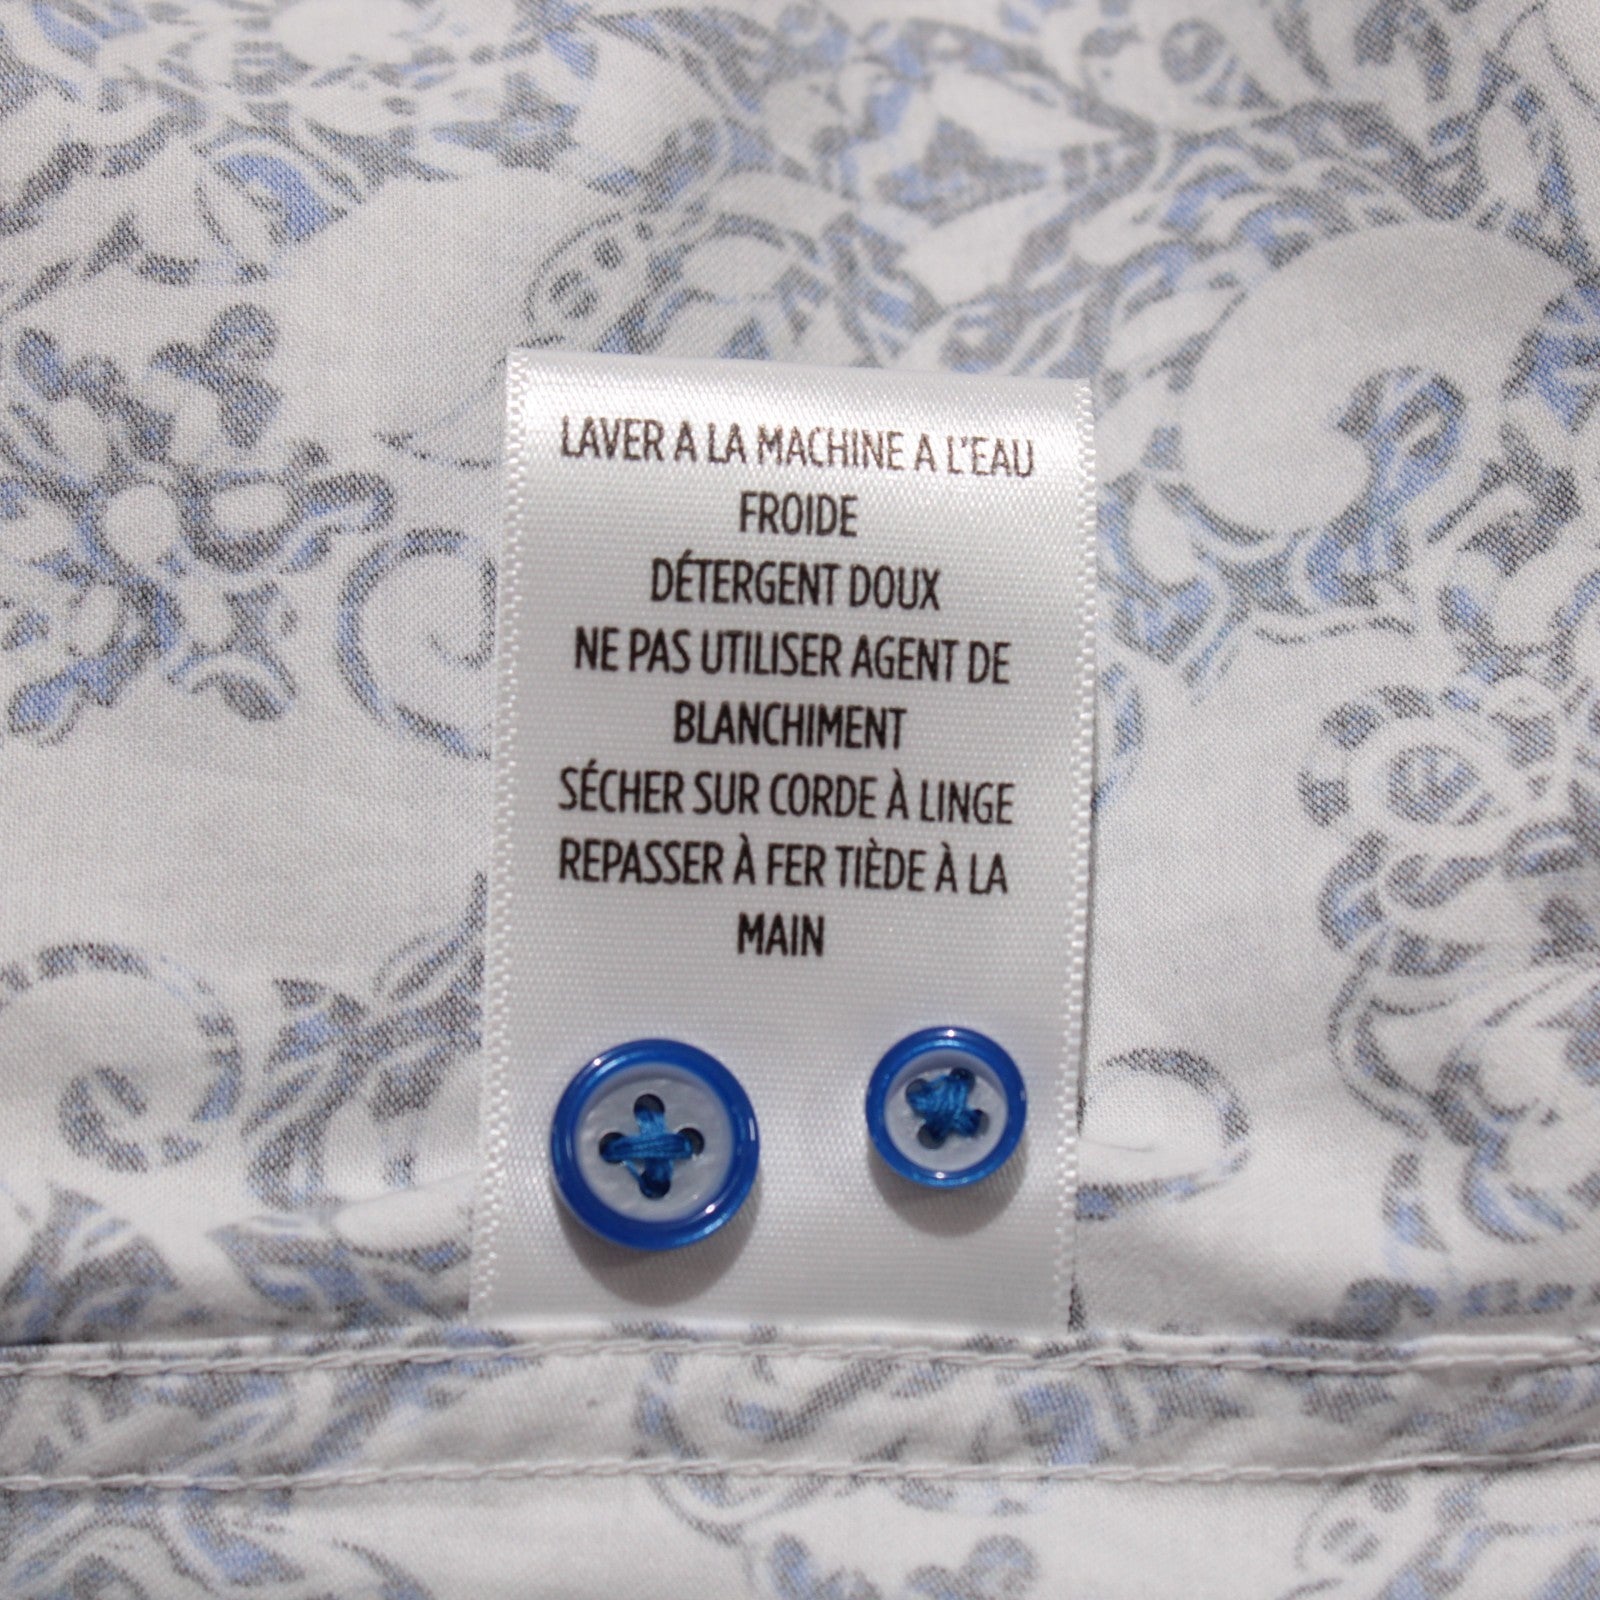 LAVER A LA MACHINE A L'EAU
FROIDE
DÉTERGENT DOUX
NE PAS UTILISER AGENT DE
BLANCHIMENT
SÉCHER SUR CORDE À LINGE
REPASSER À FER TIÈDE À LA
MAIN